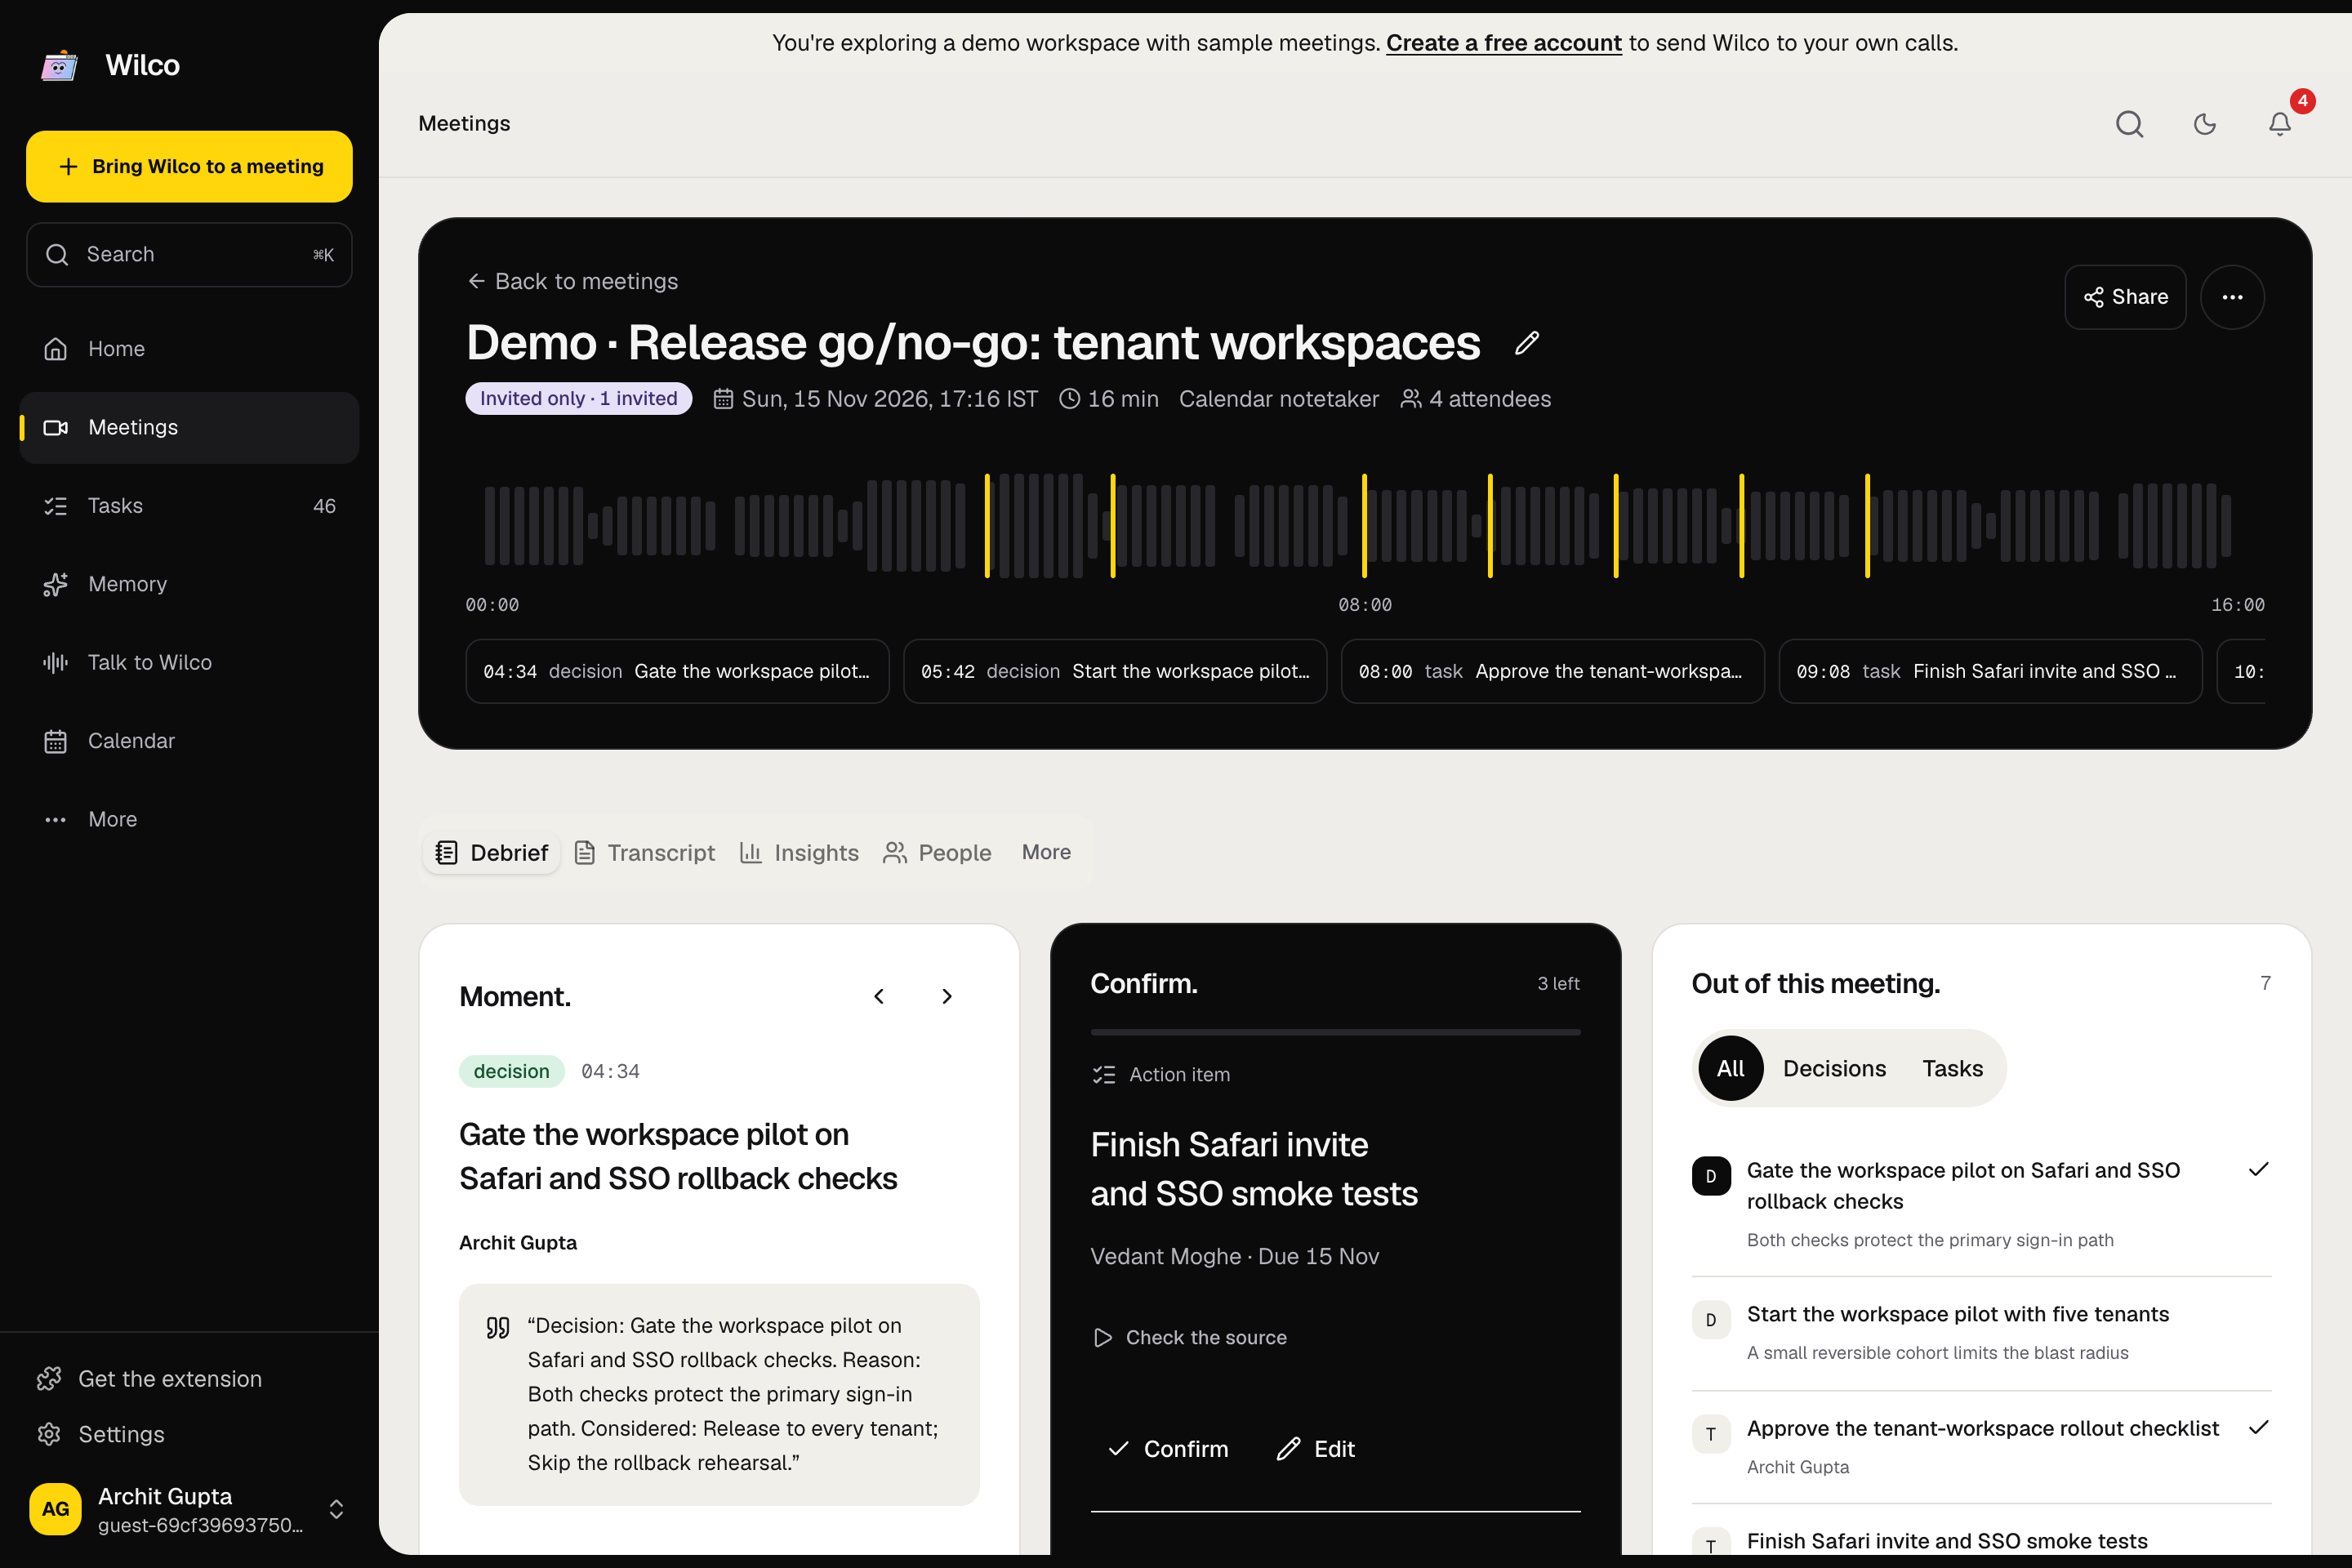 Wilco
Bring Wilco to a meeting
Search ⌘K
Home
Meetings
Tasks 46
Memory
Talk to Wilco
Calendar
More
Get the extension
Settings
AG
Archit Gupta
guest-69cf39693750...
You're exploring a demo workspace with sample meetings. Create a free account to send Wilco to your own calls.
Meetings
4
Back to meetings
Share
Demo · Release go/no-go: tenant workspaces
Invited only · 1 invited
Sun, 15 Nov 2026, 17:16 IST
16 min
Calendar notetaker
4 attendees
00:00
08:00
16:00
04:34 decision Gate the workspace pilot...
05:42 decision Start the workspace pilot...
08:00 task Approve the tenant-workspa...
09:08 task Finish Safari invite and SSO ...
10:
Debrief
Transcript
Insights
People
More
Moment.
decision 04:34
Gate the workspace pilot on
Safari and SSO rollback checks
Archit Gupta
“Decision: Gate the workspace pilot on
Safari and SSO rollback checks. Reason:
Both checks protect the primary sign-in
path. Considered: Release to every tenant;
Skip the rollback rehearsal.”
Confirm. 3 left
Action item
Finish Safari invite
and SSO smoke tests
Vedant Moghe · Due 15 Nov
Check the source
Confirm
Edit
Out of this meeting. 7
All
Decisions
Tasks
D
Gate the workspace pilot on Safari and SSO
rollback checks
Both checks protect the primary sign-in path
D
Start the workspace pilot with five tenants
A small reversible cohort limits the blast radius
T
Approve the tenant-workspace rollout checklist
Archit Gupta
T
Finish Safari invite and SSO smoke tests